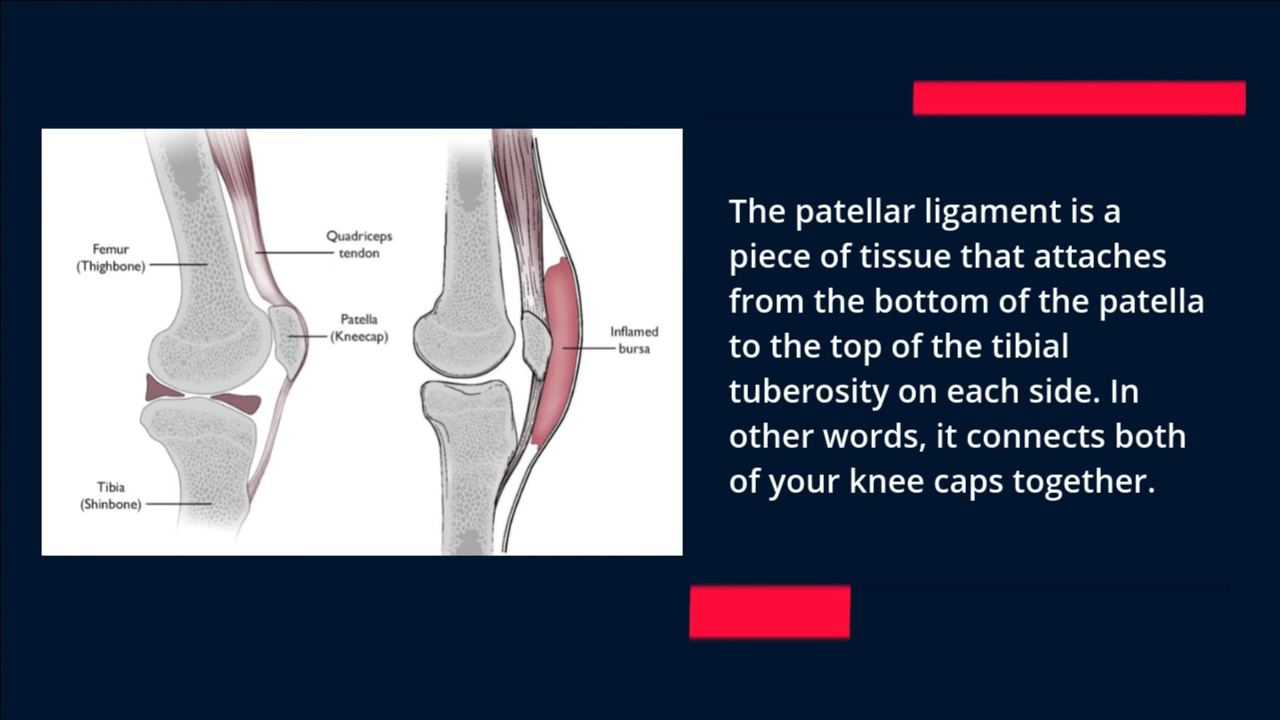 Femur
(Thighbone)
Quadriceps
tendon
Patella
(Kneecap)
Tibia
(Shinbone)
Inflamed
bursa
The patellar ligament is a
piece of tissue that attaches
from the bottom of the patella
to the top of the tibial
tuberosity on each side. In
other words, it connects both
of your knee caps together.